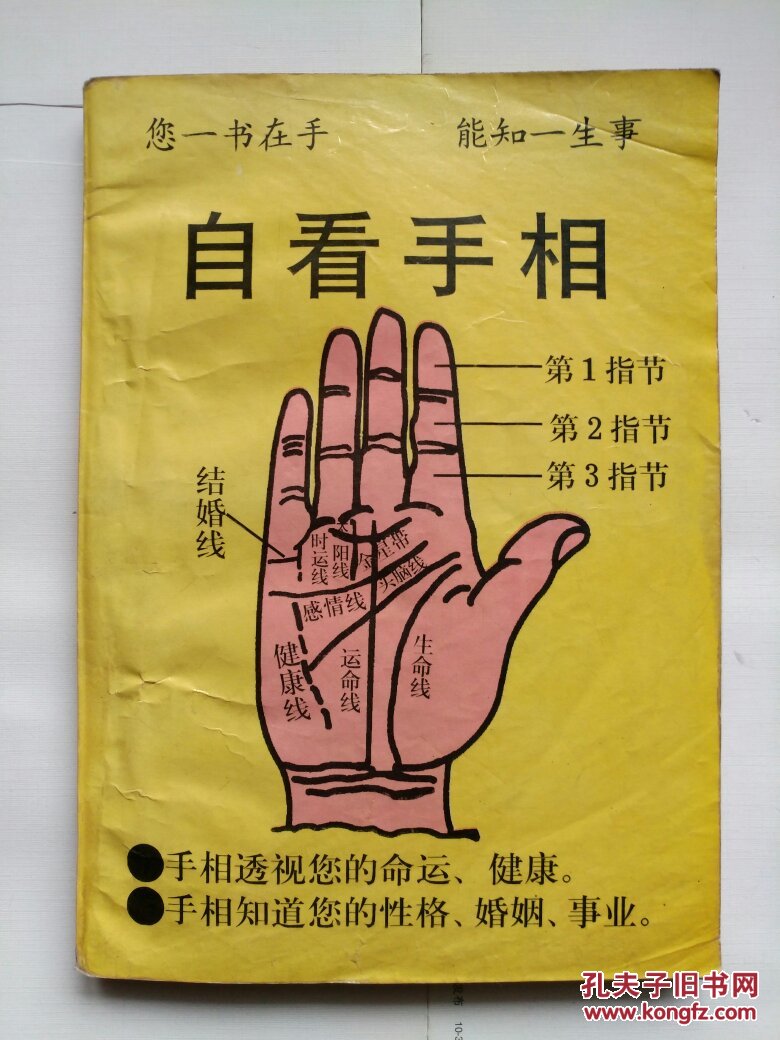 您一书在手 能知一生事
自看手相
第1指节
第2指节
第3指节
结婚线
时运线
太阳线
金星带
头脑线
感情线
健康线
运命线
生命线
●手相透视您的命运、健康。
●手相知道您的性格、婚姻、事业。
孔夫子旧书网
www.kongfz.com